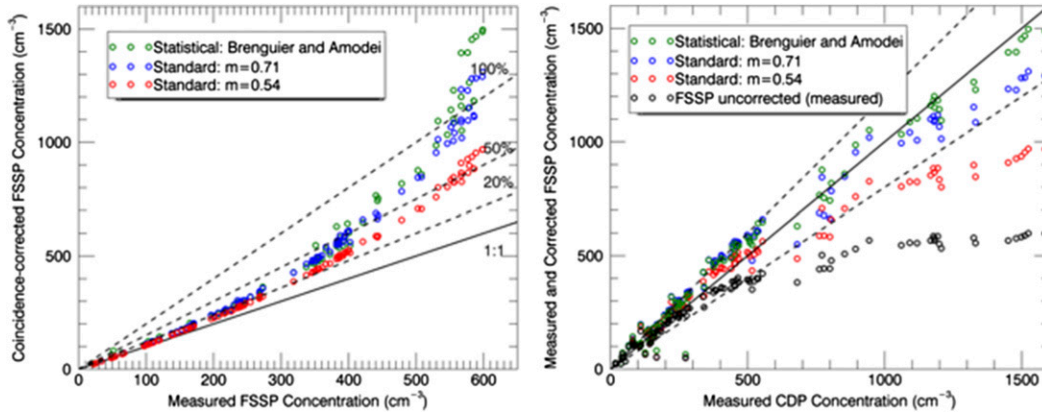 Coincidence-corrected FSSP Concentration (cm⁻³)
1500
1000
500
0
Statistical: Brenguier and Amodei
Standard: m=0.71
Standard: m=0.54
100%
50%
20%
1:1
0 100 200 300 400 500 600
Measured FSSP Concentration (cm⁻³)
Measured and Corrected FSSP Concentration (cm⁻³)
1500
1000
500
0
Statistical: Brenguier and Amodei
Standard: m=0.71
Standard: m=0.54
FSSP uncorrected (measured)
0 500 1000 1500
Measured CDP Concentration (cm⁻³)